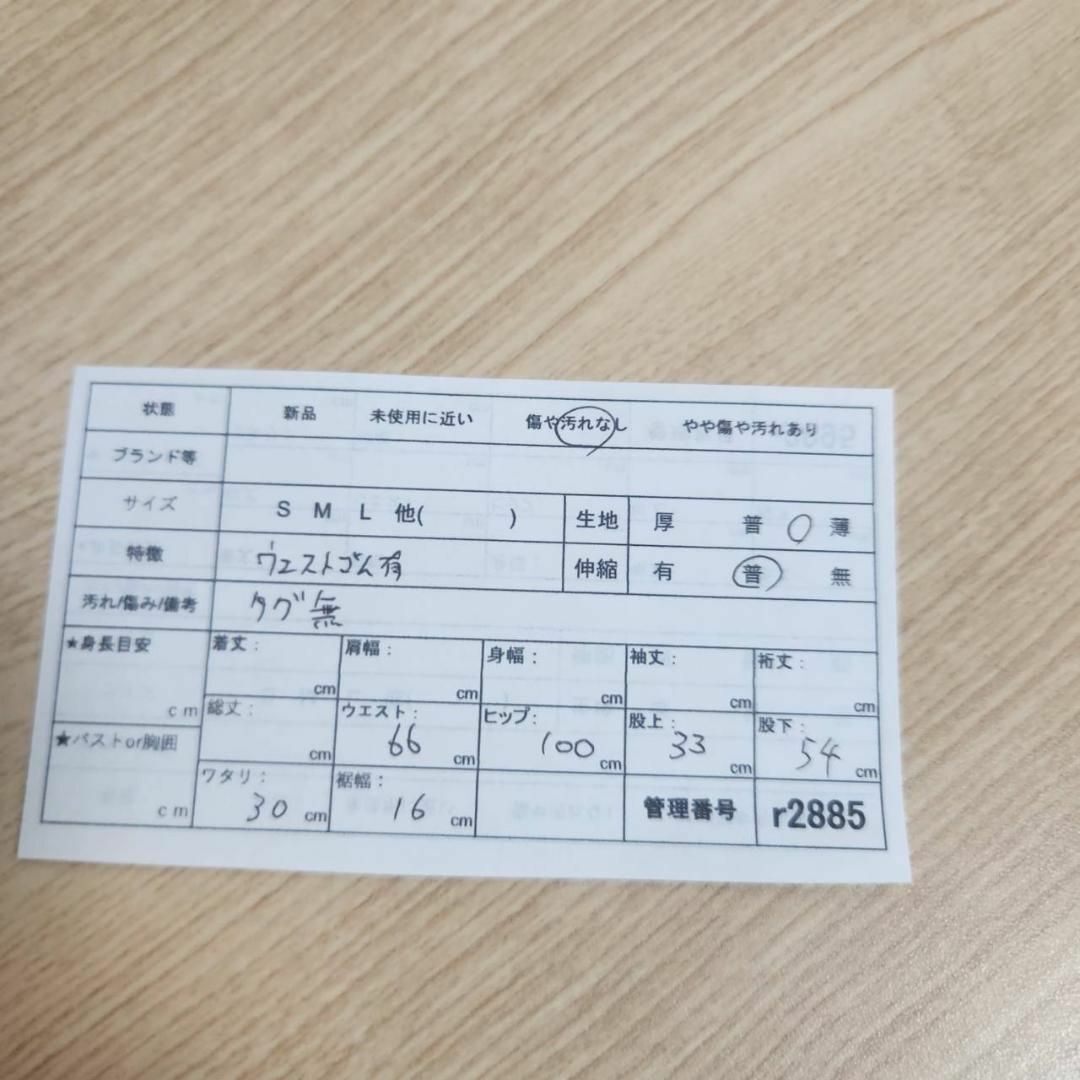 状態 新品 未使用に近い 傷や汚れなし やや傷や汚れあり
ブランド等
サイズ S M L 他( ) 生地 厚 普 薄
特徴 ウエストゴム有 伸縮 有 普 無
汚れ/傷み/備考 タグ無
★身長目安 cm 着丈: cm 肩幅: cm 身幅: cm 袖丈: cm 裄丈: cm
総丈: cm ウエスト: 66 cm ヒップ: 100 cm 股上: 33 cm 股下: 54 cm
★バストor胸囲 cm ワタリ: 30 cm 裾幅: 16 cm 管理番号 r2885